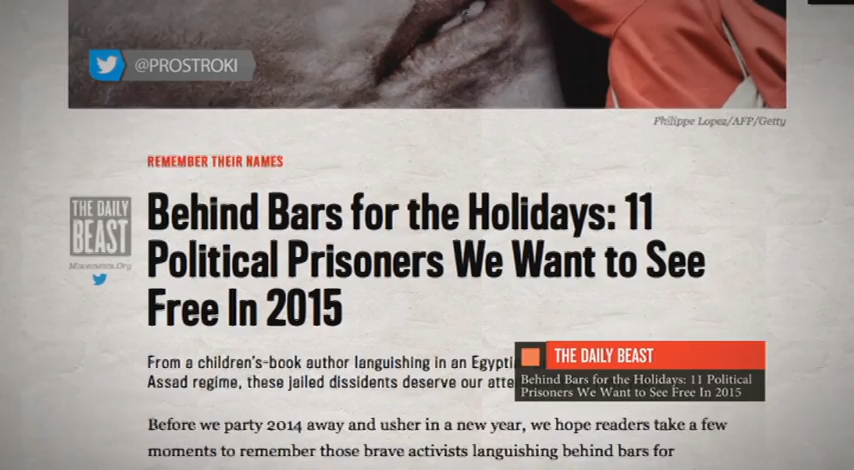 @PROSTROKI
Philippe Lopez/AFP/Getty
REMEMBER THEIR NAMES
THE DAILY
BEAST
Movements.Org
Behind Bars for the Holidays: 11
Political Prisoners We Want to See
Free In 2015
From a children's-book author languishing in an Egypti
Assad regime, these jailed dissidents deserve our atte
THE DAILY BEAST
Behind Bars for the Holidays: 11 Political
Prisoners We Want to See Free In 2015
Before we party 2014 away and usher in a new year, we hope readers take a few
moments to remember those brave activists languishing behind bars for